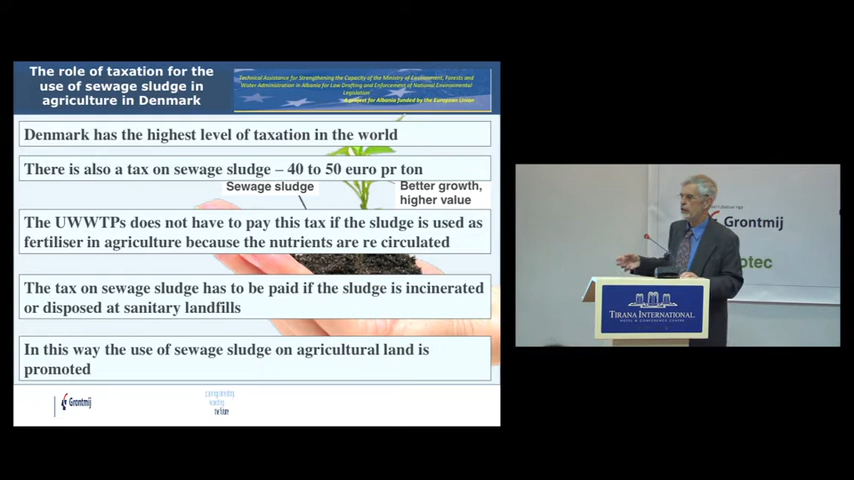 The role of taxation for the
use of sewage sludge in
agriculture in Denmark
Technical Assistance for Strengthening the Capacity of the Ministry of Environment, Forests and
Water Administration in Albania for Law Drafting and Enforcement of National Environmental
Legislation
A project for Albania funded by the European Union
Denmark has the highest level of taxation in the world
There is also a tax on sewage sludge – 40 to 50 euro pr ton
Sewage sludge
Better growth,
higher value
The UWWTPs does not have to pay this tax if the sludge is used as
fertiliser in agriculture because the nutrients are re circulated
The tax on sewage sludge has to be paid if the sludge is incinerated
or disposed at sanitary landfills
In this way the use of sewage sludge on agricultural land is
promoted
Grontmij
the future
Grontmij
otec
TIRANA INTERNATIONAL
HOTEL & CONFERENCE CENTRE